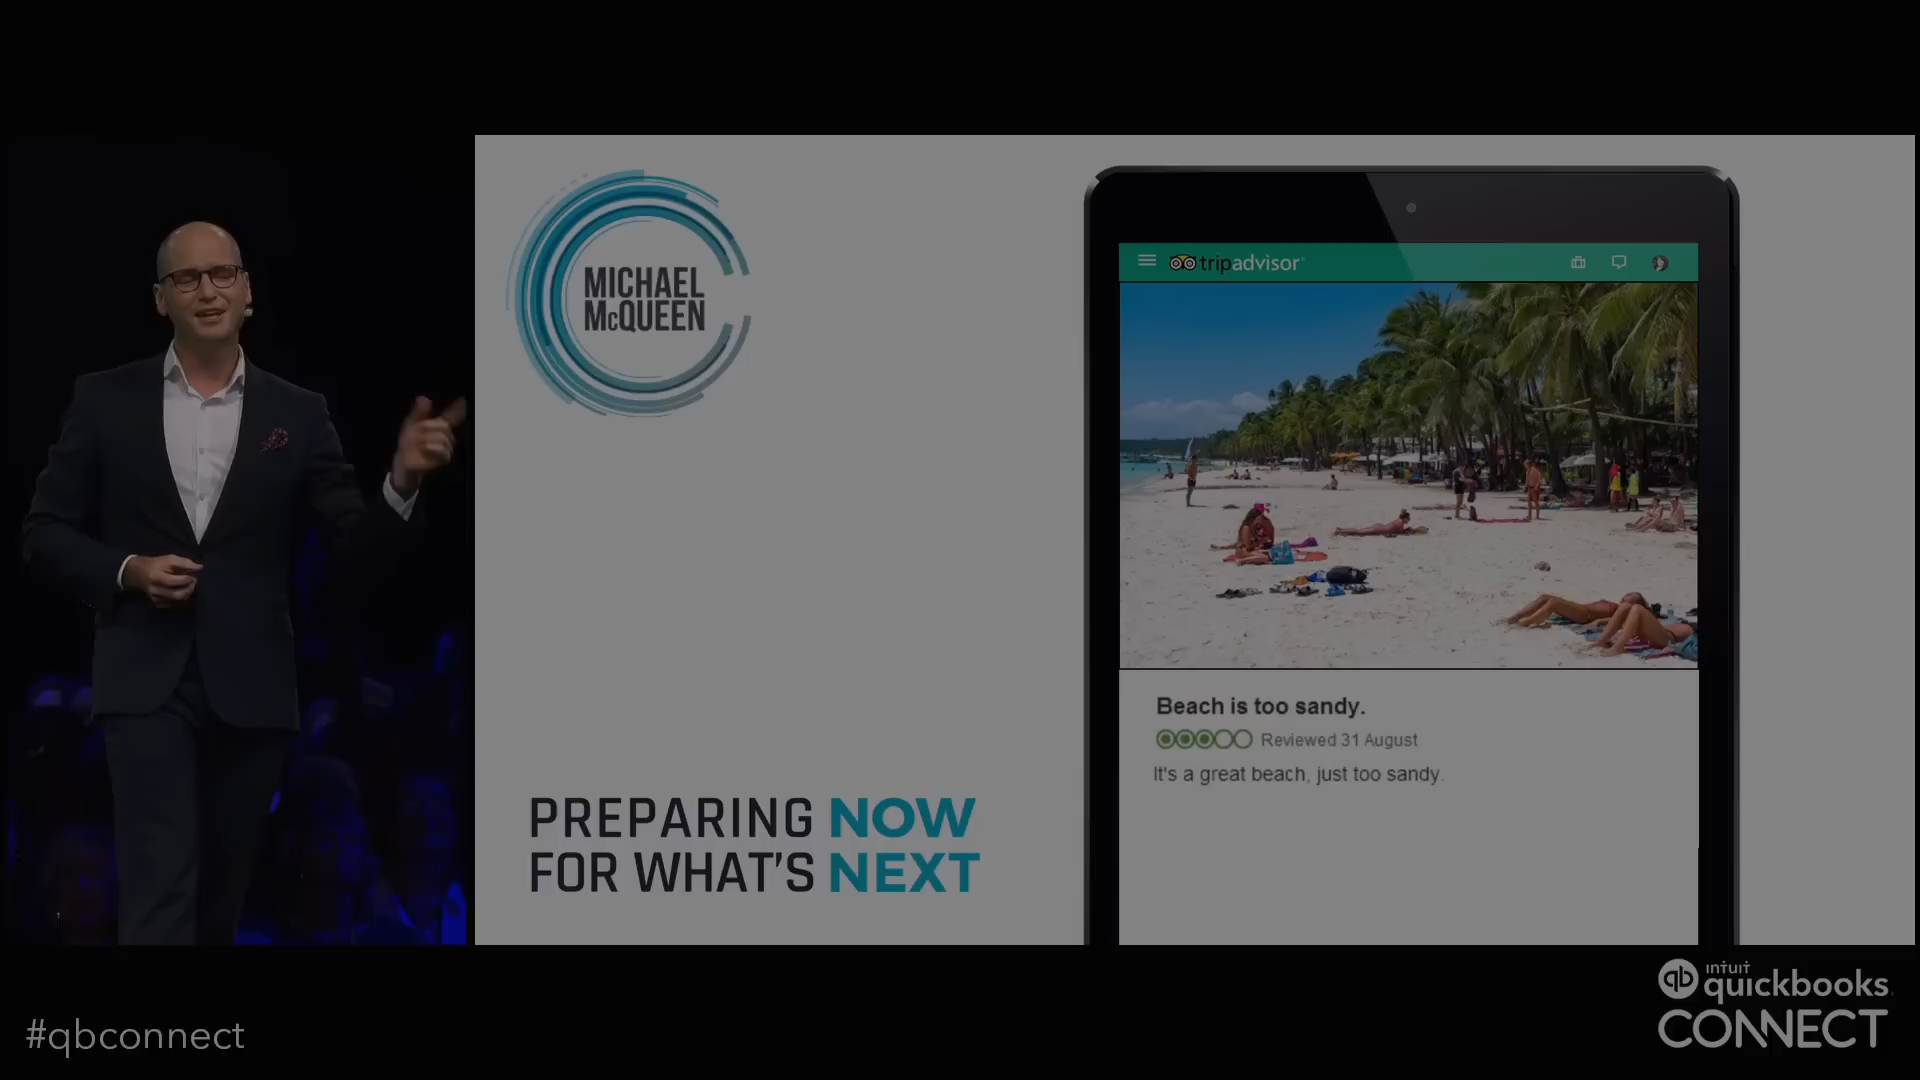 MICHAEL
McQUEEN
PREPARING NOW
FOR WHAT'S NEXT
tripadvisor
Beach is too sandy.
Reviewed 31 August
It's a great beach, just too sandy.
#qbconnect
qb
intuit
quickbooks.
CONNECT